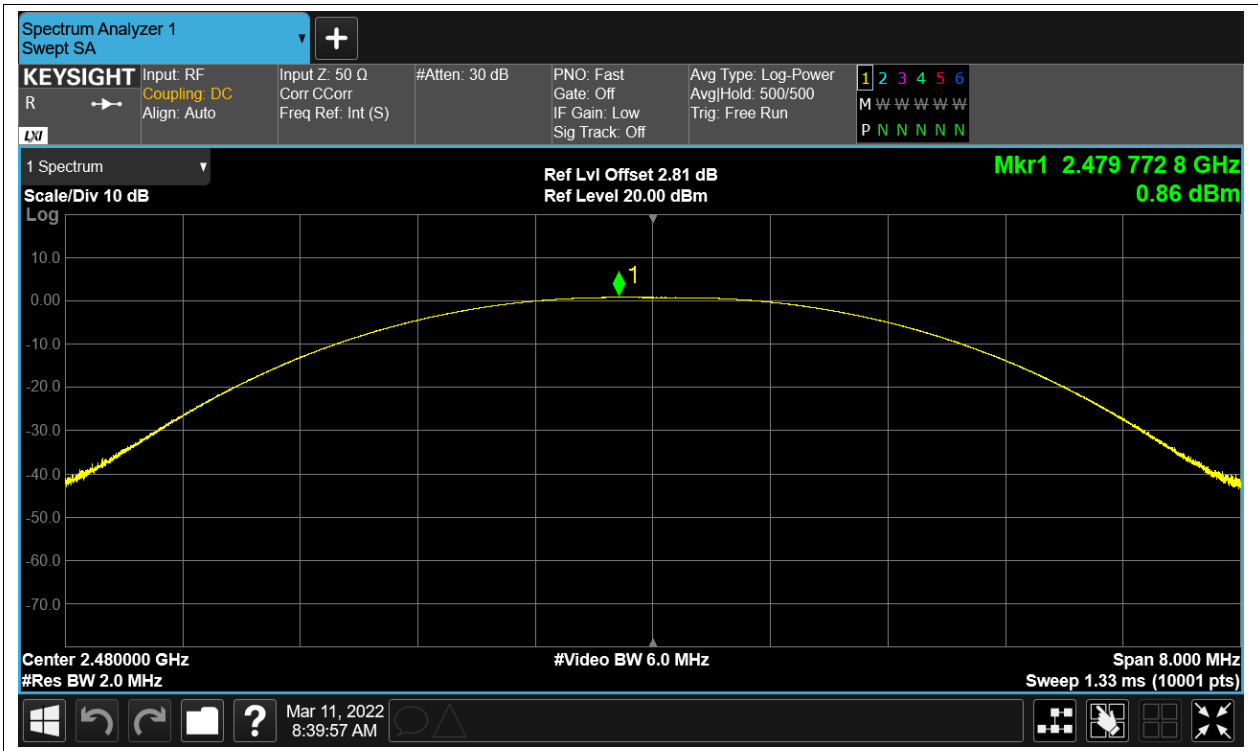 Spectrum Analyzer 1
Swept SA
KEYSIGHT
R
LXI
Input: RF
Coupling: DC
Align: Auto
Input Z: 50 Ω
Corr CCorr
Freq Ref: Int (S)
#Atten: 30 dB
PNO: Fast
Gate: Off
IF Gain: Low
Sig Track: Off
Avg Type: Log-Power
Avg|Hold: 500/500
Trig: Free Run
1 2 3 4 5 6
M W W W W W
P N N N N N
1 Spectrum
Scale/Div 10 dB
Log
Ref Lvl Offset 2.81 dB
Ref Level 20.00 dBm
Mkr1 2.479 772 8 GHz
0.86 dBm
1
10.0
0.00
-10.0
-20.0
-30.0
-40.0
-50.0
-60.0
-70.0
Center 2.480000 GHz
#Res BW 2.0 MHz
#Video BW 6.0 MHz
Span 8.000 MHz
Sweep 1.33 ms (10001 pts)
?
Mar 11, 2022
8:39:57 AM